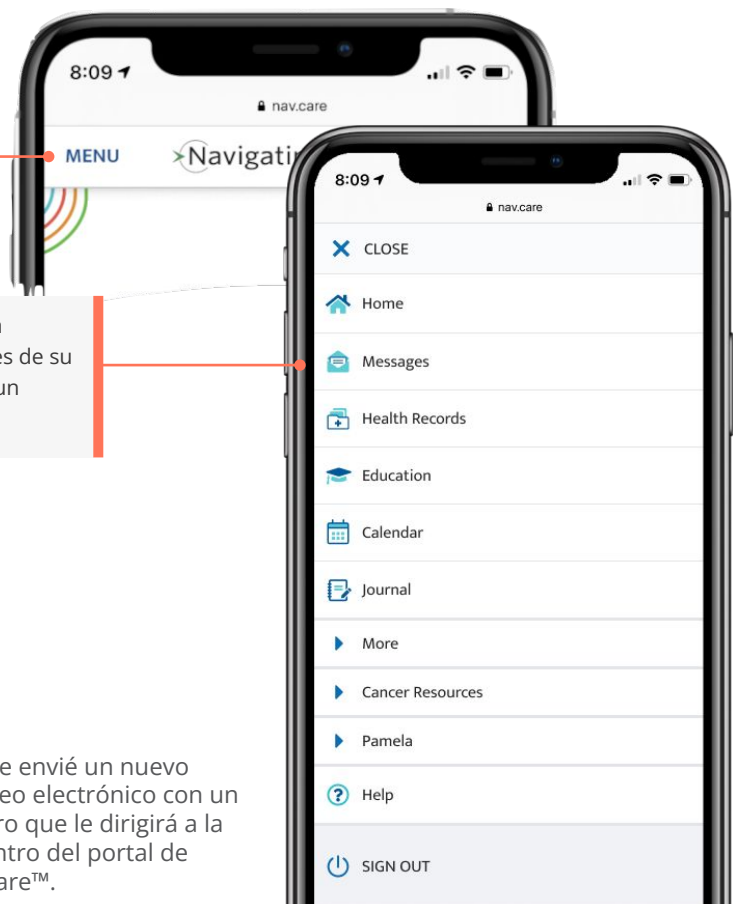 8:09
nav.care
MENU
8:09
nav.care
CLOSE
Home
es de su
un
Messages
Health Records
Education
Calendar
Journal
More
Cancer Resources
Pamela
e envié un nuevo
Help
eo electrónico con un
ro que le dirigirá a la
ntro del portal de
are™.
SIGN OUT